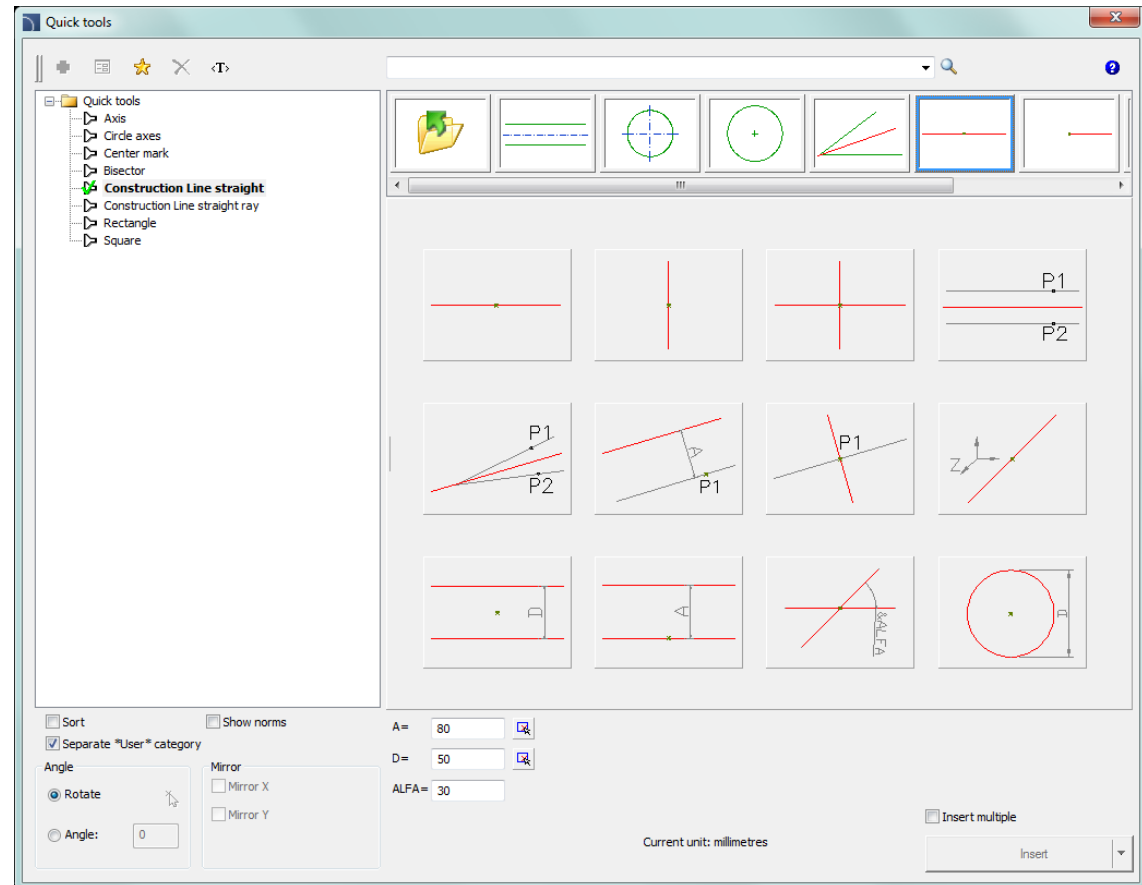 Quick tools
<T>
Quick tools
Axis
Circle axes
Center mark
Bisector
Construction Line straight
Construction Line straight ray
Rectangle
Square
P1
P2
P1
P2
A
P1
P1
Z
D
A
&ALFA
D
Sort
Show norms
Separate *User* category
Angle
Rotate
Angle:
0
Mirror
Mirror X
Mirror Y
A=
80
D=
50
ALFA=
30
Current unit: millimetres
Insert multiple
Insert